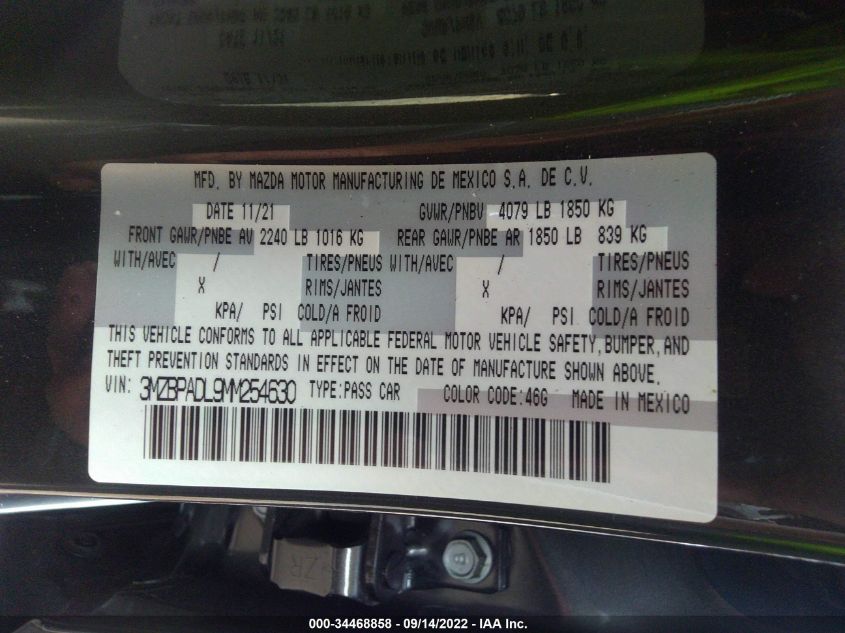 MFD. BY MAZDA MOTOR MANUFACTURING DE MEXICO S.A. DE C.V.
DATE 11/21 GVWR/PNBV 4079 LB 1850 KG
FRONT GAWR/PNBE AV 2240 LB 1016 KG REAR GAWR/PNBE AR 1850 LB 839 KG
WITH/AVEC / TIRES/PNEUS WITH/AVEC / TIRES/PNEUS
X RIMS/JANTES X RIMS/JANTES
KPA/ PSI COLD/A FROID KPA/ PSI COLD/A FROID
THIS VEHICLE CONFORMS TO ALL APPLICABLE FEDERAL MOTOR VEHICLE SAFETY, BUMPER, AND
THEFT PREVENTION STANDARDS IN EFFECT ON THE DATE OF MANUFACTURE SHOWN ABOVE.
VIN: 3MZBPADL9MM254630 TYPE:PASS CAR COLOR CODE:46G MADE IN MEXICO
000-34468858 - 09/14/2022 - IAA Inc.